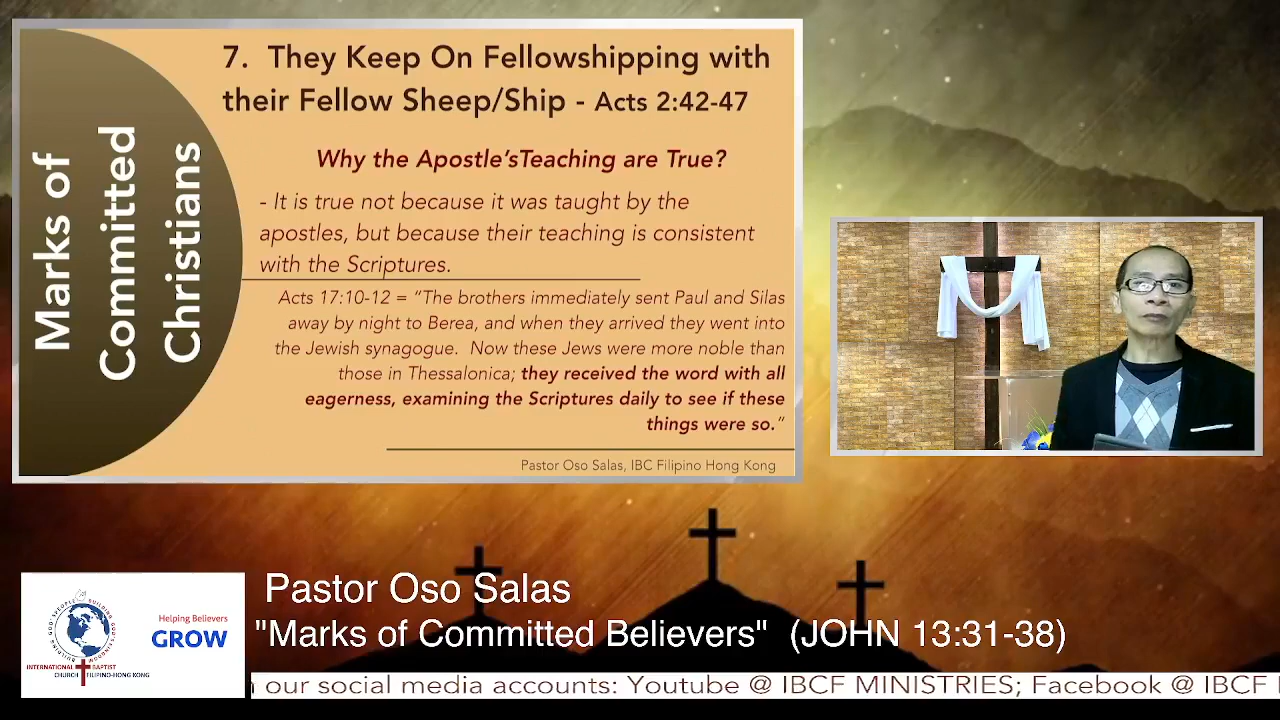 Marks of
Committed
Christians
7. They Keep On Fellowshipping with
their Fellow Sheep/Ship - Acts 2:42-47
Why the Apostle'sTeaching are True?
- It is true not because it was taught by the
apostles, but because their teaching is consistent
with the Scriptures.
Acts 17:10-12 = “The brothers immediately sent Paul and Silas
away by night to Berea, and when they arrived they went into
the Jewish synagogue. Now these Jews were more noble than
those in Thessalonica; they received the word with all
eagerness, examining the Scriptures daily to see if these
things were so.”
Pastor Oso Salas, IBC Filipino Hong Kong
Pastor Oso Salas
"Marks of Committed Believers" (JOHN 13:31-38)
Helping Believers
GROW
INTERNATIONAL BAPTIST
CHURCH FILIPINO-HONG KONG
our social media accounts: Youtube @ IBCF MINISTRIES; Facebook @ IBCF